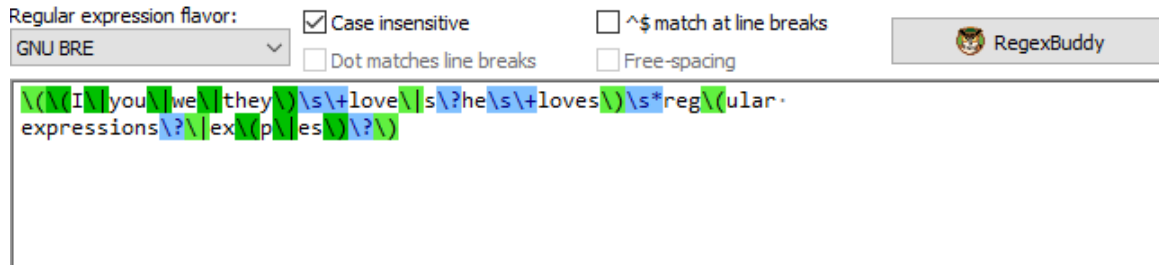 Regular expression flavor:
Case insensitive
^$ match at line breaks
GNU BRE
RegexBuddy
Dot matches line breaks
Free-spacing
\(\(I\|you\|we\|they\)\s\+love\|s\?he\s\+loves\)\s*reg\(ular·
expressions\?\|ex\(p\|es\)\?\)